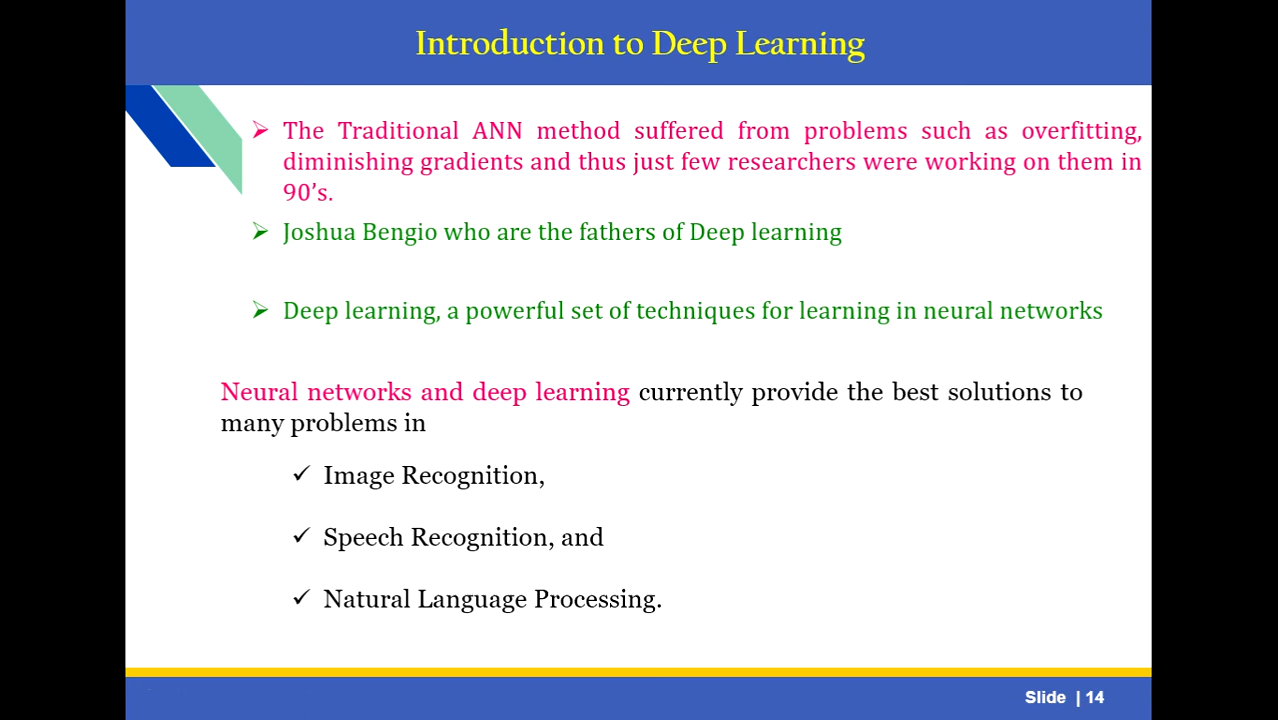 Introduction to Deep Learning
The Traditional ANN method suffered from problems such as overfitting,
diminishing gradients and thus just few researchers were working on them in
90’s.
Joshua Bengio who are the fathers of Deep learning
Deep learning, a powerful set of techniques for learning in neural networks
Neural networks and deep learning currently provide the best solutions to
many problems in
Image Recognition,
Speech Recognition, and
Natural Language Processing.
Slide | 14